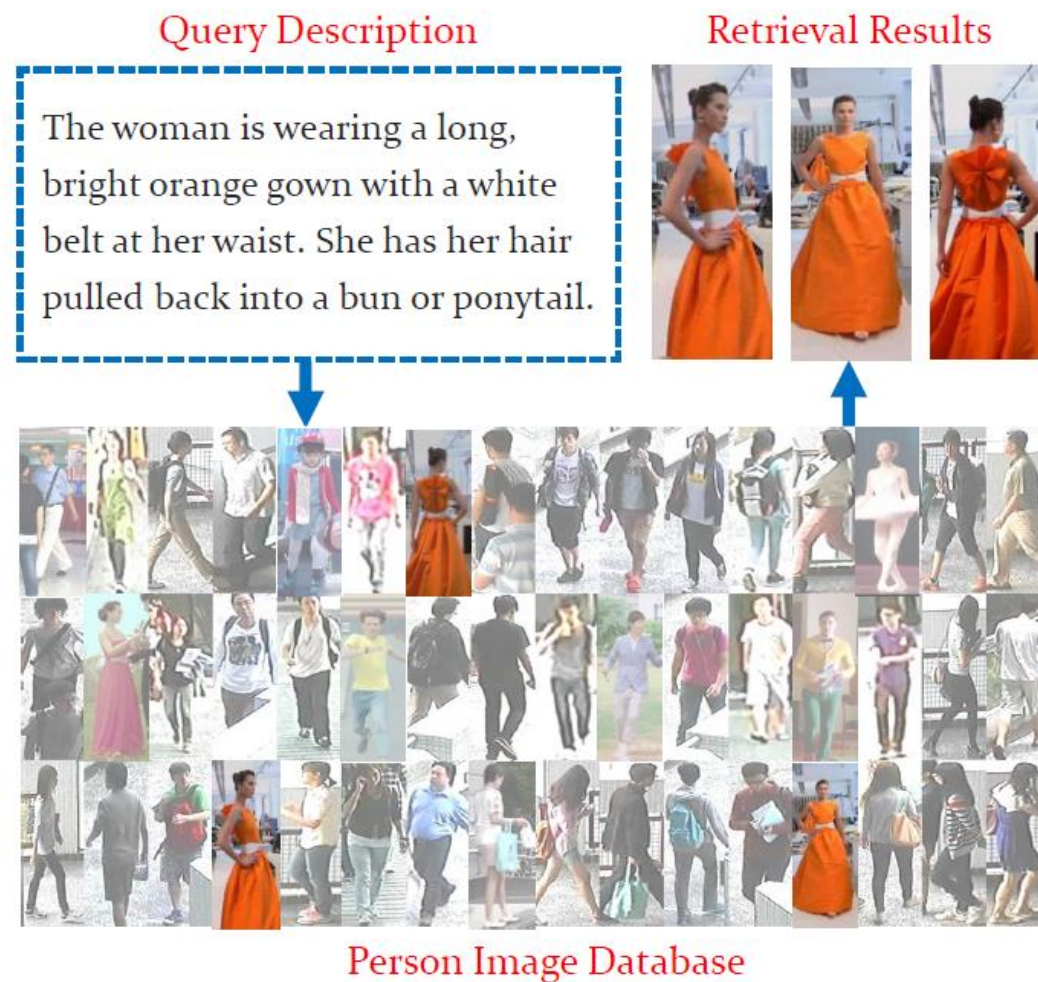 Query Description
Retrieval Results
The woman is wearing a long,
bright orange gown with a white
belt at her waist. She has her hair
pulled back into a bun or ponytail.
Person Image Database